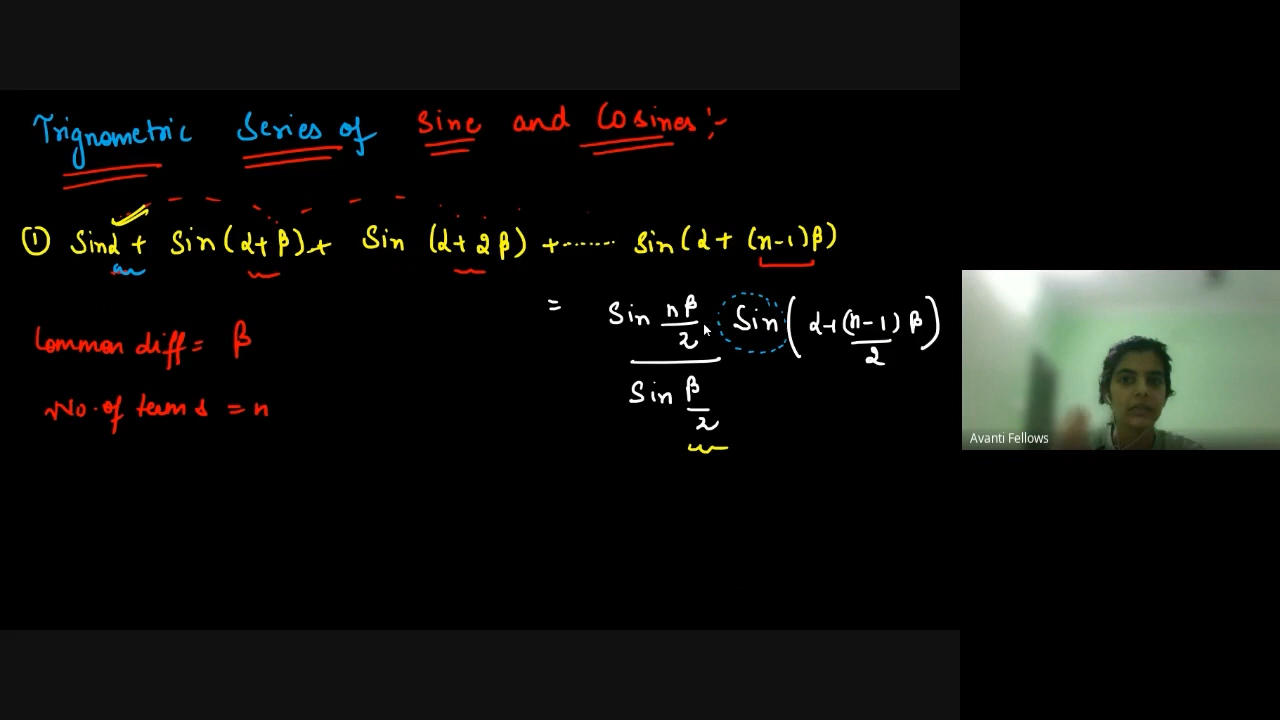 Trignometric Series of Sine and Cosines :-
① Sinα + Sin(α+β)+ Sin (α+2β) +....... Sin(α+ (n-1)β)
= Sin nβ/2 Sin(α+(n-1)β/2)
Sin β/2
Common diff = β
No. of terms = n
Avanti Fellows